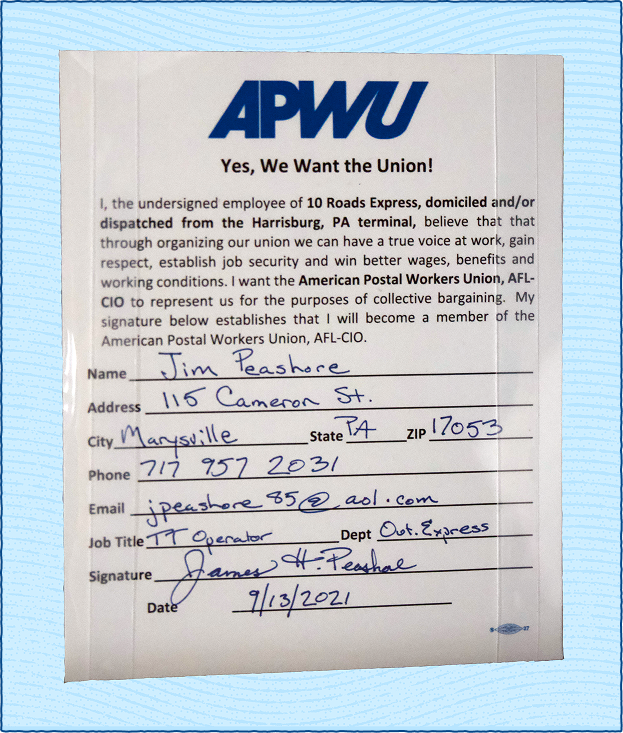 APWU
Yes, We Want the Union!
I, the undersigned employee of 10 Roads Express, domiciled and/or
dispatched from the Harrisburg, PA terminal, believe that that
through organizing our union we can have a true voice at work, gain
respect, establish job security and win better wages, benefits and
working conditions. I want the American Postal Workers Union, AFL-
CIO to represent us for the purposes of collective bargaining. My
signature below establishes that I will become a member of the
American Postal Workers Union, AFL-CIO.
Name Jim Peashore
Address 115 Cameron St.
City Marysville State PA ZIP 17053
Phone 717 957 2031
Email jpeashore85@aol.com
Job Title TT Operator Dept Out. Express
Signature James H. Peashore
Date 9/13/2021